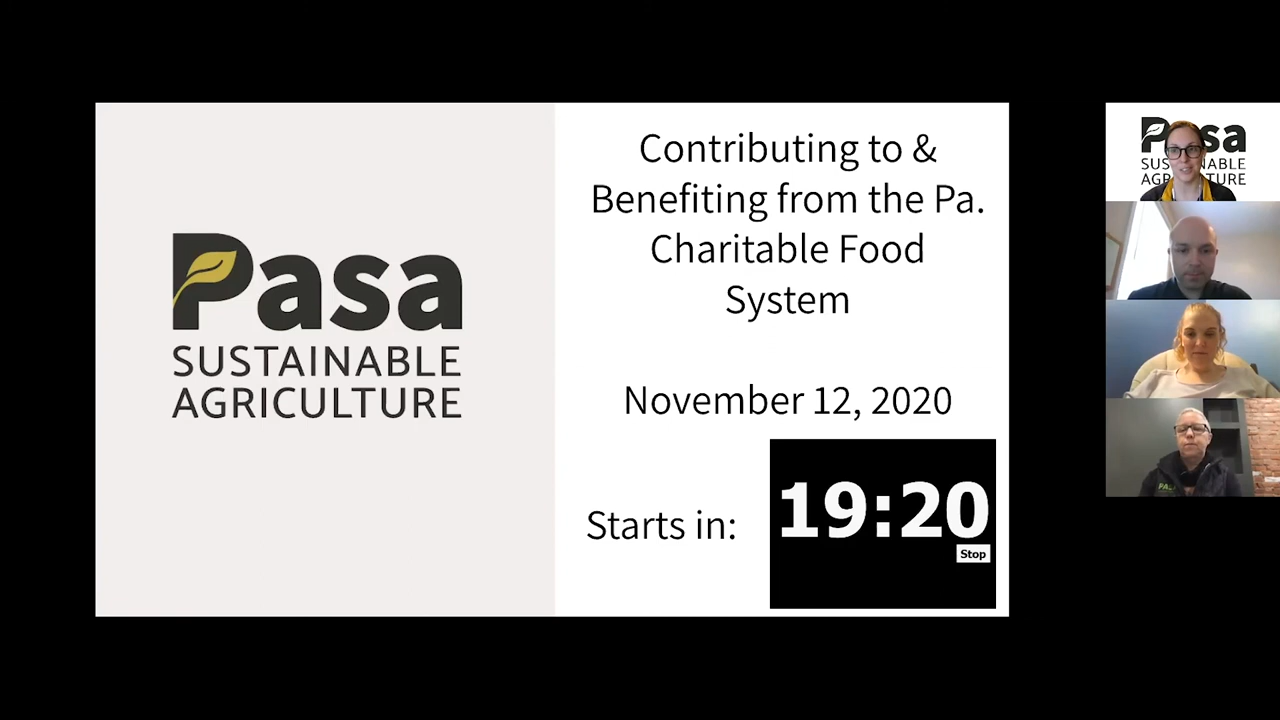 Contributing to &
Benefiting from the Pa.
Charitable Food
System
Pasa
SUSTAINABLE
AGRICULTURE
November 12, 2020
Starts in:
19:20
Stop
Pasa
SUSTAINABLE
AGRICULTURE